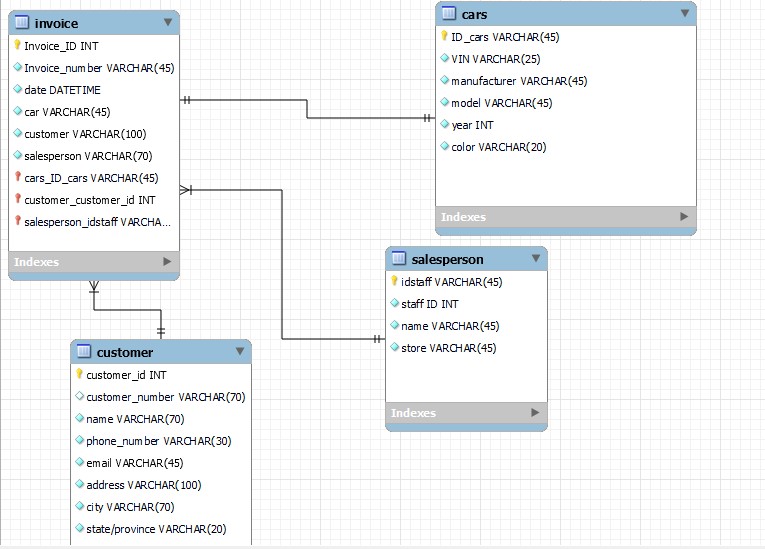 invoice
Invoice_ID INT
Invoice_number VARCHAR(45)
date DATETIME
car VARCHAR(45)
customer VARCHAR(100)
salesperson VARCHAR(70)
cars_ID_cars VARCHAR(45)
customer_customer_id INT
salesperson_idstaff VARCHA...
Indexes
cars
ID_cars VARCHAR(45)
VIN VARCHAR(25)
manufacturer VARCHAR(45)
model VARCHAR(45)
year INT
color VARCHAR(20)
Indexes
salesperson
idstaff VARCHAR(45)
staff ID INT
name VARCHAR(45)
store VARCHAR(45)
Indexes
customer
customer_id INT
customer_number VARCHAR(70)
name VARCHAR(70)
phone_number VARCHAR(30)
email VARCHAR(45)
address VARCHAR(100)
city VARCHAR(70)
state/province VARCHAR(20)